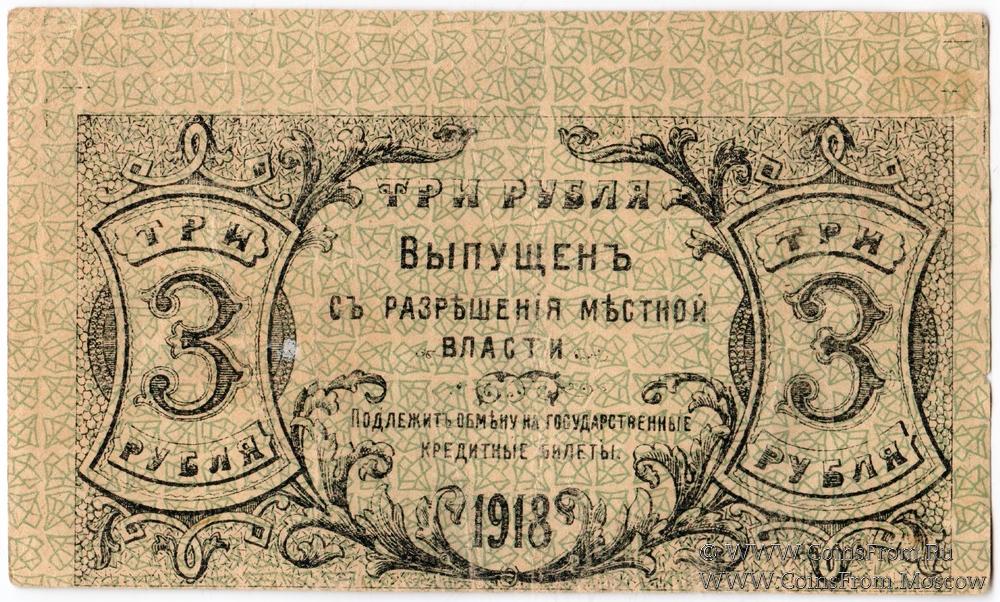 ТРИ РУБЛЯ
ТРИ
3
РУБЛЯ
ВЫПУЩЕНЪ
СЪ РАЗРѢШЕНІЯ МѢСТНОЙ
ВЛАСТИ.
ПОДЛЕЖИТЪ ОБМѢНУ НА ГОСУДАРСТВЕННЫЕ
КРЕДИТНЫЕ БИЛЕТЫ.
1918
ТРИ
3
РУБЛЯ
© WWW.CoinsFrom.Ru
WWW.CoinsFrom.Moscow